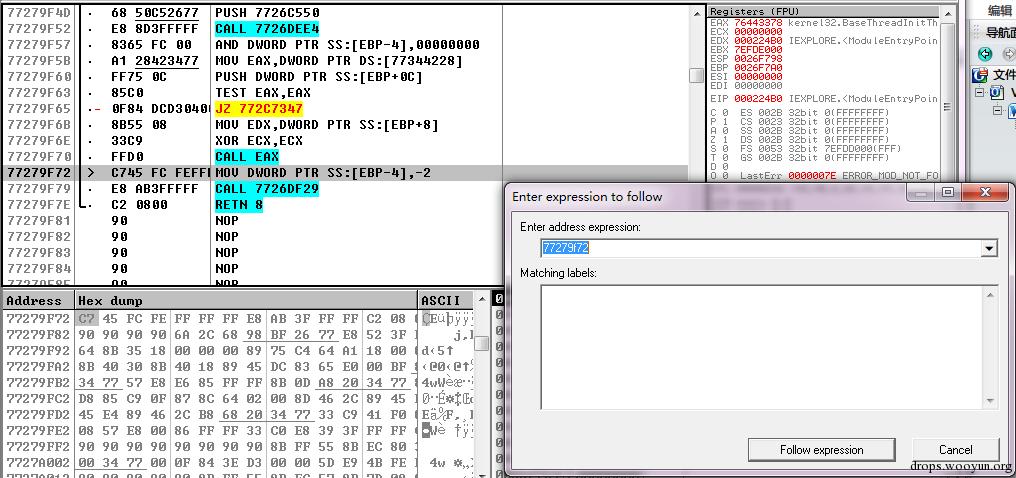 77279F4D . 68 50C52677 PUSH 7726C550
77279F52 . E8 8D3FFFFF CALL 7726DEE4
77279F57 . 8365 FC 00 AND DWORD PTR SS:[EBP-4],00000000
77279F5B . A1 28423477 MOV EAX,DWORD PTR DS:[77344228]
77279F60 . FF75 0C PUSH DWORD PTR SS:[EBP+0C]
77279F63 . 85C0 TEST EAX,EAX
77279F65 .- 0F84 DCD3040 JZ 772C7347
77279F6B . 8B55 08 MOV EDX,DWORD PTR SS:[EBP+8]
77279F6E . 33C9 XOR ECX,ECX
77279F70 . FFD0 CALL EAX
77279F72 > C745 FC FEFFF MOV DWORD PTR SS:[EBP-4],-2
77279F79 . E8 AB3FFFFF CALL 7726DF29
77279F7E . C2 0800 RETN 8
77279F81 90 NOP
77279F82 90 NOP
77279F83 90 NOP
77279F84 90 NOP
Registers (FPU)
EAX 76443378 kernel32.BaseThreadInitTh
ECX 00000000
EDX 000224B0 IEXPLORE.<ModuleEntryPoin
EBX 7EFDE000
ESP 0026F798
EBP 0026F7A0
ESI 00000000
EDI 00000000
EIP 000224B0 IEXPLORE.<ModuleEntryPoin
C 0 ES 002B 32bit 0(FFFFFFFF)
P 1 CS 0023 32bit 0(FFFFFFFF)
A 0 SS 002B 32bit 0(FFFFFFFF)
Z 1 DS 002B 32bit 0(FFFFFFFF)
S 0 FS 0053 32bit 7EFDD000(FFF)
T 0 GS 002B 32bit 0(FFFFFFFF)
D 0
O 0 LastErr 0000007E ERROR_MOD_NOT_FO
编辑
导航面
文件
Enter expression to follow
Enter address expression:
77279f72
Matching labels:
Follow expression
Cancel
Address Hex dump ASCII
77279F72 C7 45 FC FE FF FF FF E8 AB 3F FF FF C2 08
77279F82 90 90 90 90 6A 2C 68 98 BF 26 77 E8 52 3F
77279F92 64 8B 35 18 00 00 00 89 75 C4 64 A1 18 00
77279FA2 8B 40 30 8B 40 18 89 45 DC 83 65 E0 00 BF
77279FB2 34 77 57 E8 E6 85 FF FF 8B 0D A8 20 34 77
77279FC2 D8 85 C9 0F 87 8C 64 02 00 8D 46 2C 89 45
77279FD2 45 E4 89 46 2C B8 68 20 34 77 33 C9 41 F0
77279FE2 08 57 E8 00 86 FF FF 33 C0 E8 39 3F FF FF
77279FF2 90 90 90 90 90 90 90 8B FF 55 8B EC 80 3
7727A002 00 34 77 00 0F 84 3E D3 00 00 5D E9 4B FE
drops.wooyun.org